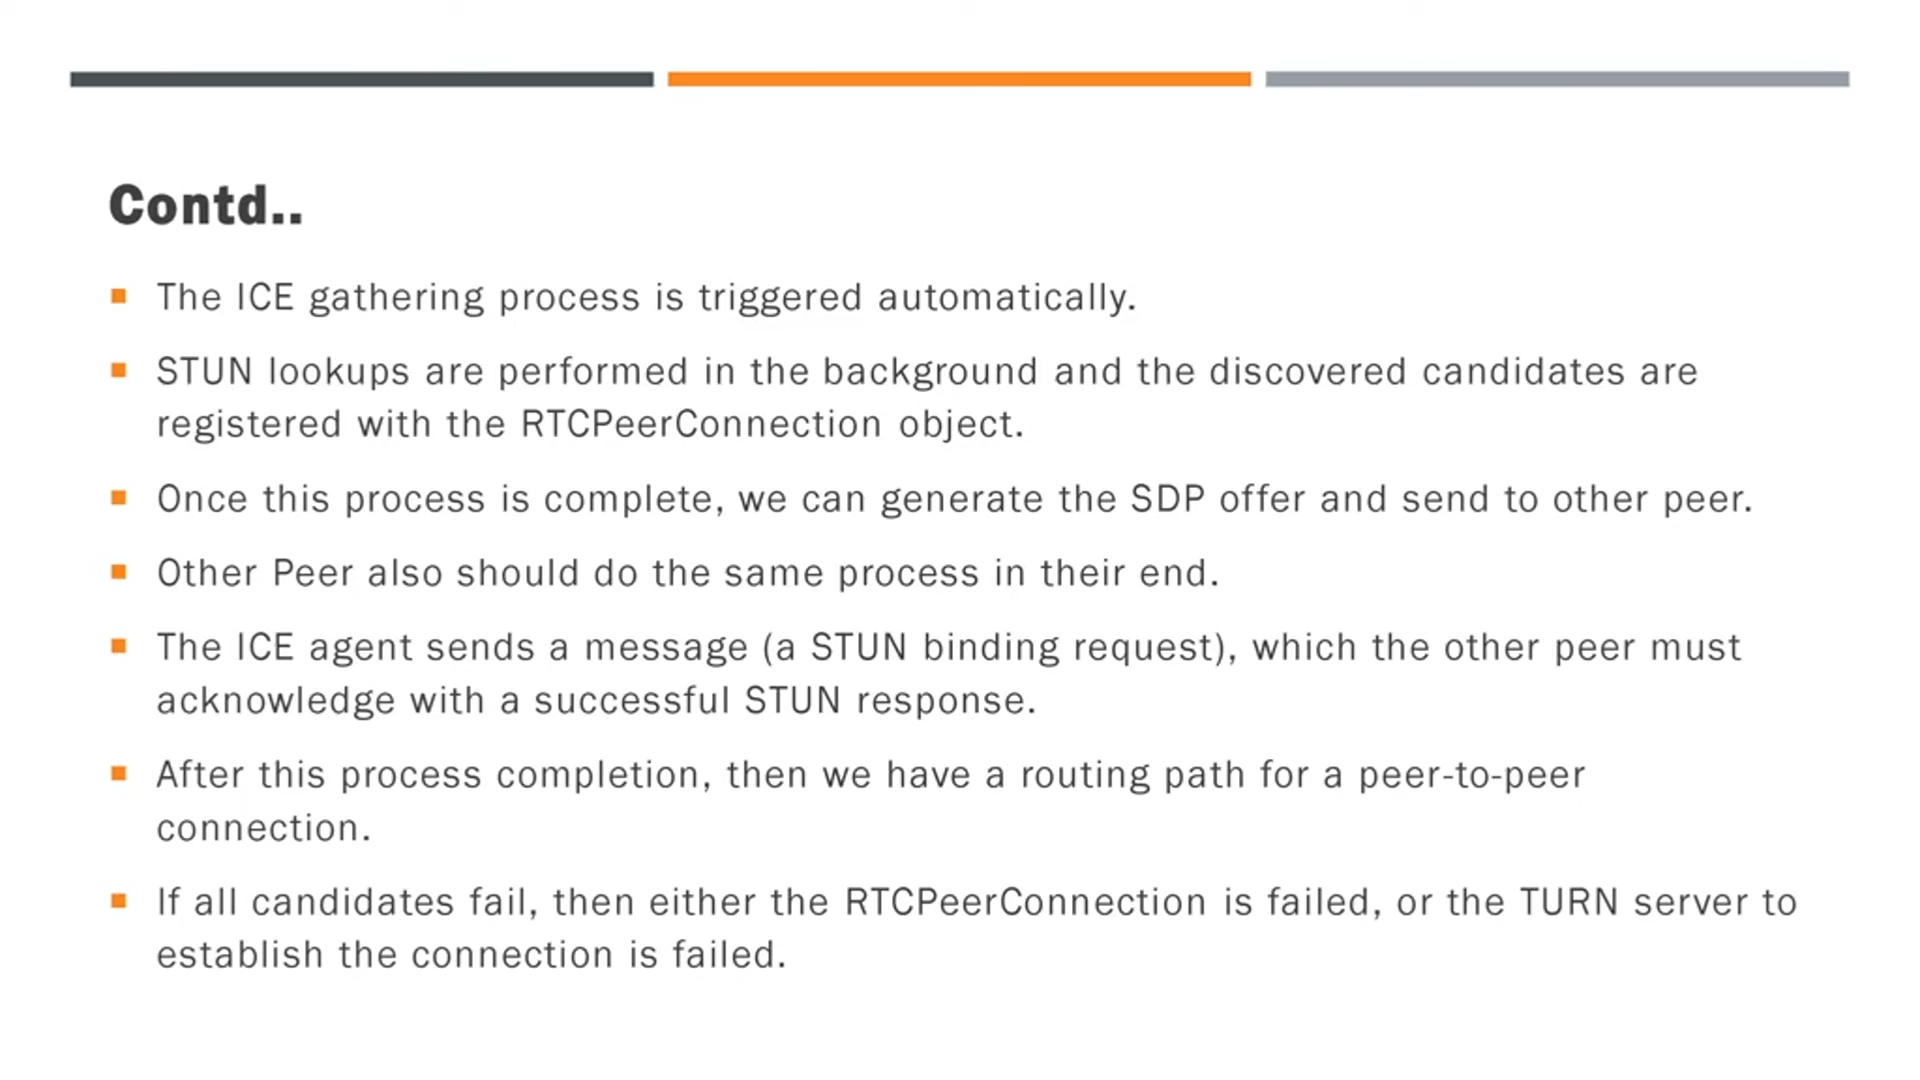 Contd..
The ICE gathering process is triggered automatically.
STUN lookups are performed in the background and the discovered candidates are
registered with the RTCPeerConnection object.
Once this process is complete, we can generate the SDP offer and send to other peer.
Other Peer also should do the same process in their end.
The ICE agent sends a message (a STUN binding request), which the other peer must
acknowledge with a successful STUN response.
After this process completion, then we have a routing path for a peer-to-peer
connection.
If all candidates fail, then either the RTCPeerConnection is failed, or the TURN server to
establish the connection is failed.